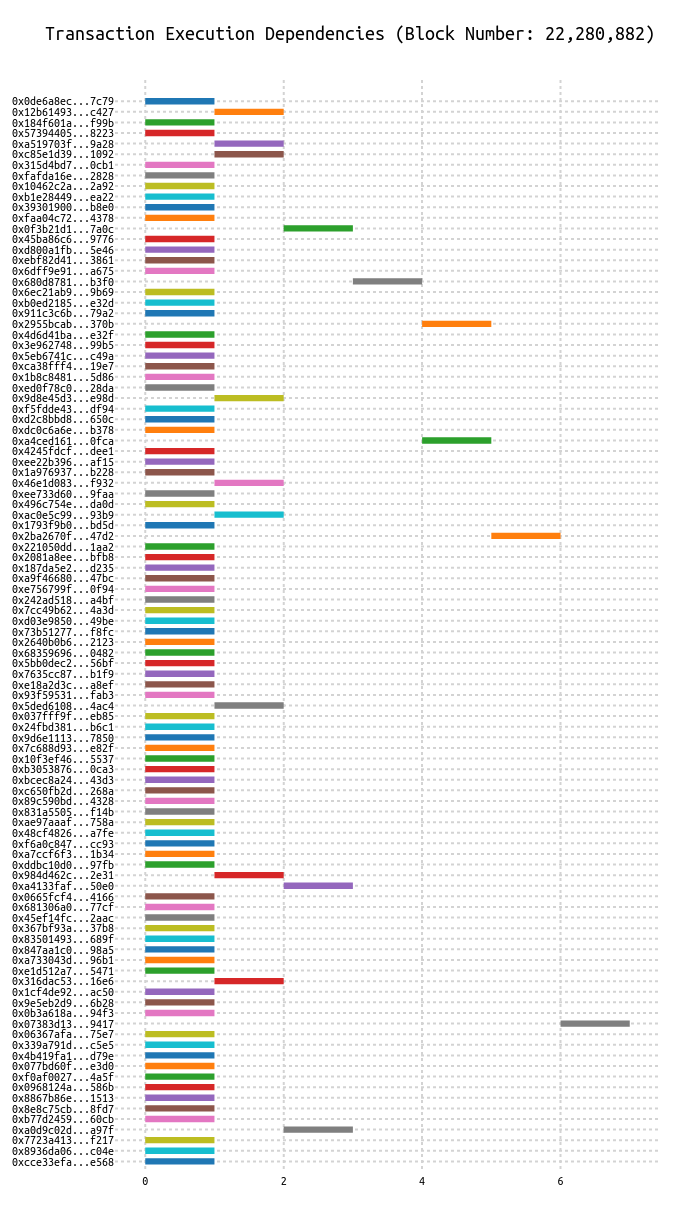 Transaction Execution Dependencies (Block Number: 22,280,882)
0x0de6a8ec...7c79
0x12b61493...c427
0x184f601a...f99b
0x57394405...8223
0xa519703f...9a28
0xc85e1d39...1092
0x315d4bd7...0cb1
0xfafda16e...2828
0x10462c2a...2a92
0xb1e28449...ea22
0x39301900...b8e0
0xfaa04c72...4378
0x0f3b21d1...7a0c
0x45ba86c6...9776
0xd800a1fb...5e46
0xebf82d41...3861
0x6dff9e91...a675
0x680d8781...b3f0
0x6ec21ab9...9b69
0xb0ed2185...e32d
0x911c3c6b...79a2
0x2955bcab...370b
0x4d6d41ba...e32f
0x3e962748...99b5
0x5eb6741c...c49a
0xca38fff4...19e7
0x1b8c8481...5d86
0xed0f78c0...28da
0x9d8e45d3...e98d
0xf5fdde43...df94
0xd2c8bbd8...650c
0xdc0c6a6e...b378
0xa4ced161...0fca
0x4245fdcf...dee1
0xee22b396...af15
0x1a976937...b228
0x46e1d083...f932
0xee733d60...9faa
0x496c754e...da0d
0xac0e5c99...93b9
0x1793f9b0...bd5d
0x2ba2670f...47d2
0x221050dd...1aa2
0x2081a8ee...bfb8
0x187da5e2...d235
0xa9f46680...47bc
0xe756799f...0f94
0x242ad518...a4bf
0x7cc49b62...4a3d
0xd03e9850...49be
0x73b51277...f8fc
0x2640b0b6...2123
0x68359696...0482
0x5bb0dec2...56bf
0x7635cc87...b1f9
0xe18a2d3c...a8ef
0x93f59531...fab3
0x5ded6108...4ac4
0x037fff9f...eb85
0x24fbd381...b6c1
0x9d6e1113...7850
0x7c688d93...e82f
0x10f3ef46...5537
0xb3053876...0ca3
0xbcec8a24...43d3
0xc650fb2d...268a
0x89c590bd...4328
0x831a5505...f14b
0xae97aaaf...758a
0x48cf4826...a7fe
0xf6a0c847...cc93
0xa7ccf6f3...1b34
0xddbc10d0...97fb
0x984d462c...2e31
0xa4133faf...50e0
0x0665fcf4...4166
0x681306a0...77cf
0x45ef14fc...2aac
0x367bf93a...37b8
0x83501493...689f
0x847aa1c0...98a5
0xa733043d...96b1
0xe1d512a7...5471
0x316dac53...16e6
0x1cf4de92...ac50
0x9e5eb2d9...6b28
0x0b3a618a...94f3
0x07383d13...9417
0x06367afa...75e7
0x339a791d...c5e5
0x4b419fa1...d79e
0x077bd60f...e3d0
0xf0af0027...4a5f
0x0968124a...586b
0x8867b86e...1513
0x8e8c75cb...8fd7
0xb77d2459...60cb
0xa0d9c02d...a97f
0x7723a413...f217
0x8936da06...c04e
0xcce33efa...e568
0 2 4 6